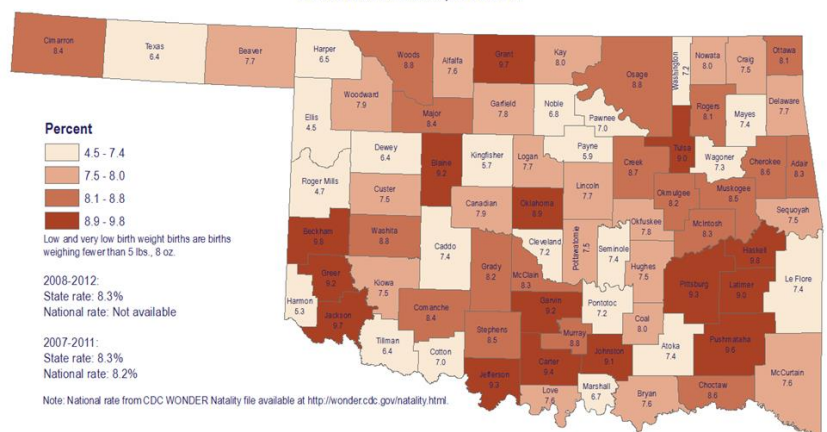 Cimarron
8.4
Texas
6.4
Beaver
7.7
Harper
6.5
Woods
8.8
Alfalfa
7.6
Grant
9.7
Kay
8.0
Osage
8.8
Washington
7.2
Nowata
8.0
Craig
7.5
Ottawa
8.1
Ellis
4.5
Woodward
7.9
Major
8.4
Garfield
7.8
Noble
6.8
Pawnee
7.0
Rogers
8.1
Mayes
7.4
Delaware
7.7
Percent
4.5 - 7.4
7.5 - 8.0
8.1 - 8.8
8.9 - 9.8
Low and very low birth weight births are births
weighing fewer than 5 lbs., 8 oz.
Dewey
6.4
Blaine
9.2
Kingfisher
5.7
Logan
7.7
Payne
5.9
Creek
8.7
Tulsa
9.0
Wagoner
7.3
Cherokee
8.6
Adair
8.3
Roger Mills
4.7
Custer
7.5
Canadian
7.9
Oklahoma
8.9
Lincoln
7.7
Okmulgee
8.2
Muskogee
8.5
Okfuskee
7.8
McIntosh
8.3
Sequoyah
7.5
Beckham
Washita
8.8
Caddo
7.4
Grady
8.2
McClain
8.3
Cleveland
7.2
Pottawatomie
7.5
Seminole
7.4
Hughes
7.5
Pittsburg
9.3
Haskell
Latimer
9.0
Le Flore
7.4
2008-2012:
State rate: 8.3%
National rate: Not available
Harmon
5.3
Greer
9.2
Jackson
9.7
Kiowa
7.5
Comanche
8.4
Stephens
8.5
Garvin
9.2
Murray
8.8
Pontotoc
7.2
Coal
8.0
Atoka
7.4
Pushmataha
McCurtain
7.6
2007-2011:
State rate: 8.3%
National rate: 8.2%
Tillman
6.4
Cotton
7.0
Jefferson
9.3
Carter
9.4
Johnston
9.1
Love
7.6
Marshall
6.7
Bryan
7.6
Choctaw
8.6
Note: National rate from CDC WONDER Natality file available at http://wonder.cdc.gov/natality.html.